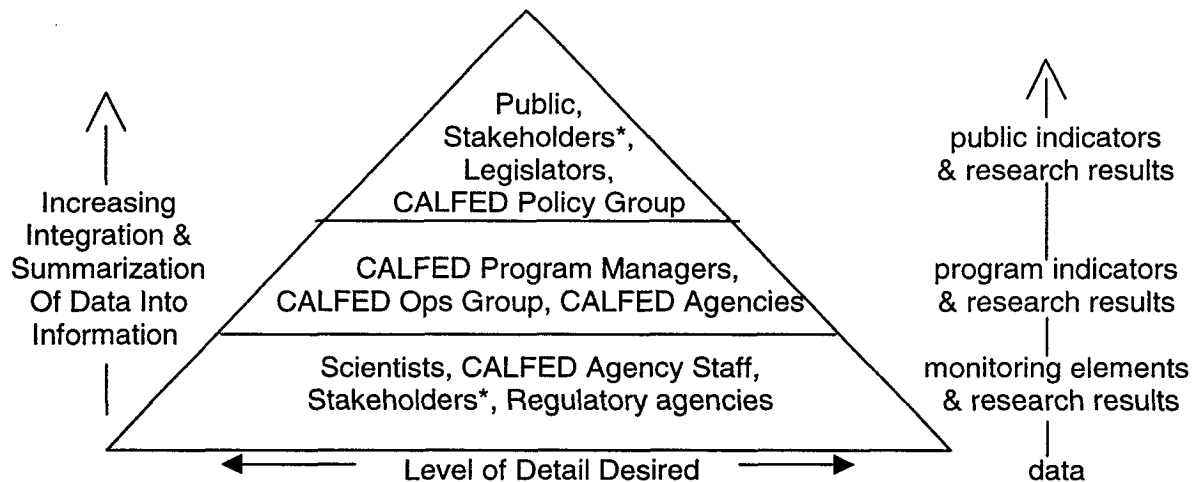 Public,
Stakeholders*,
Legislators,
CALFED Policy Group
CALFED Program Managers,
CALFED Ops Group, CALFED Agencies
Scientists, CALFED Agency Staff,
Stakeholders*, Regulatory agencies
Increasing
Integration &
Summarization
Of Data Into
Information
public indicators
& research results
program indicators
& research results
monitoring elements
& research results
data
Level of Detail Desired